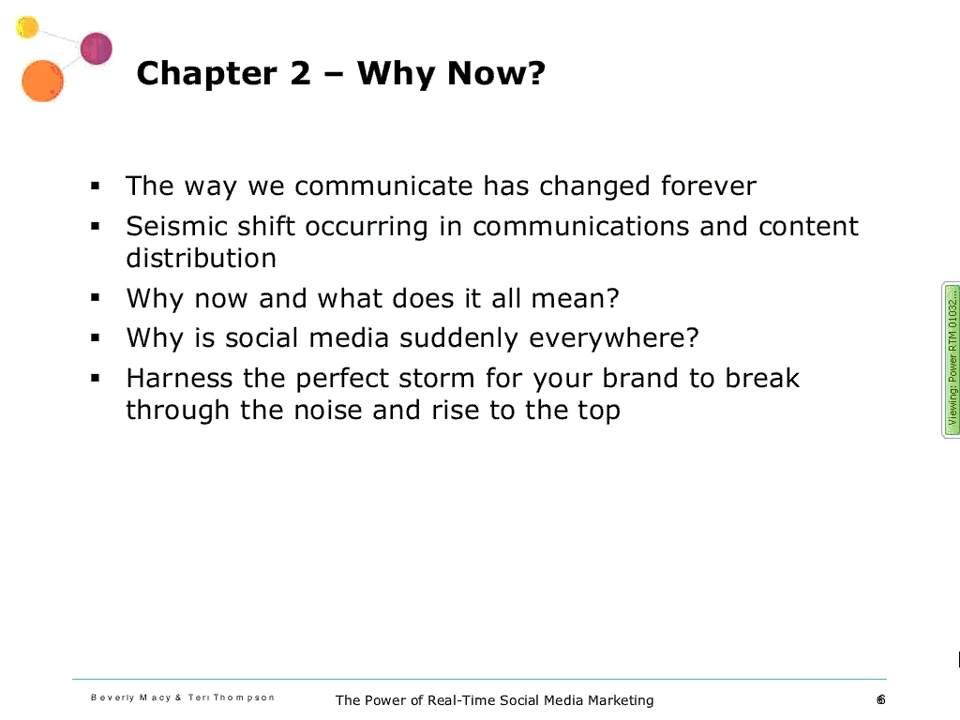 Chapter 2 – Why Now?
▪ The way we communicate has changed forever
▪ Seismic shift occurring in communications and content
distribution
▪ Why now and what does it all mean?
▪ Why is social media suddenly everywhere?
▪ Harness the perfect storm for your brand to break
through the noise and rise to the top
Viewing: Power RTM 01032...
Beverly Macy & Teri Thompson
The Power of Real-Time Social Media Marketing
6